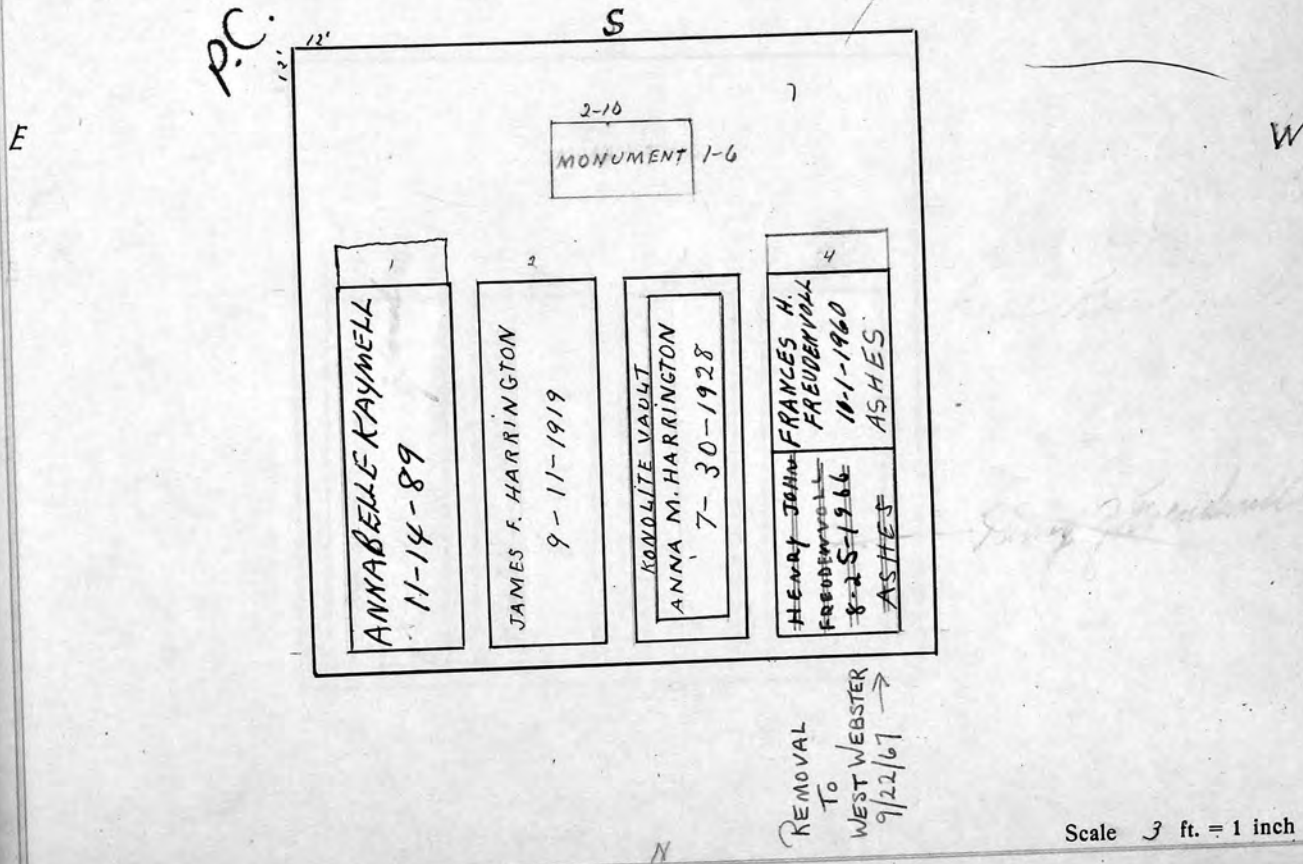 P.C.
12'
12'
S
E
W
7
2-10
MONUMENT 1-6
1
ANNABELLE KAYMELL
11-14-89
2
JAMES F. HARRINGTON
9-11-1919
KONOLITE VAULT
ANNA M. HARRINGTON
7-30-1928
4
FRANCES H.
FREUDENVOLL
10-1-1960
ASHES
HENRY JOHN
FREUDENVOLL
8-25-1966
ASHES
REMOVAL
TO
WEST WEBSTER
9/22/67 →
N
Scale 3 ft. = 1 inch